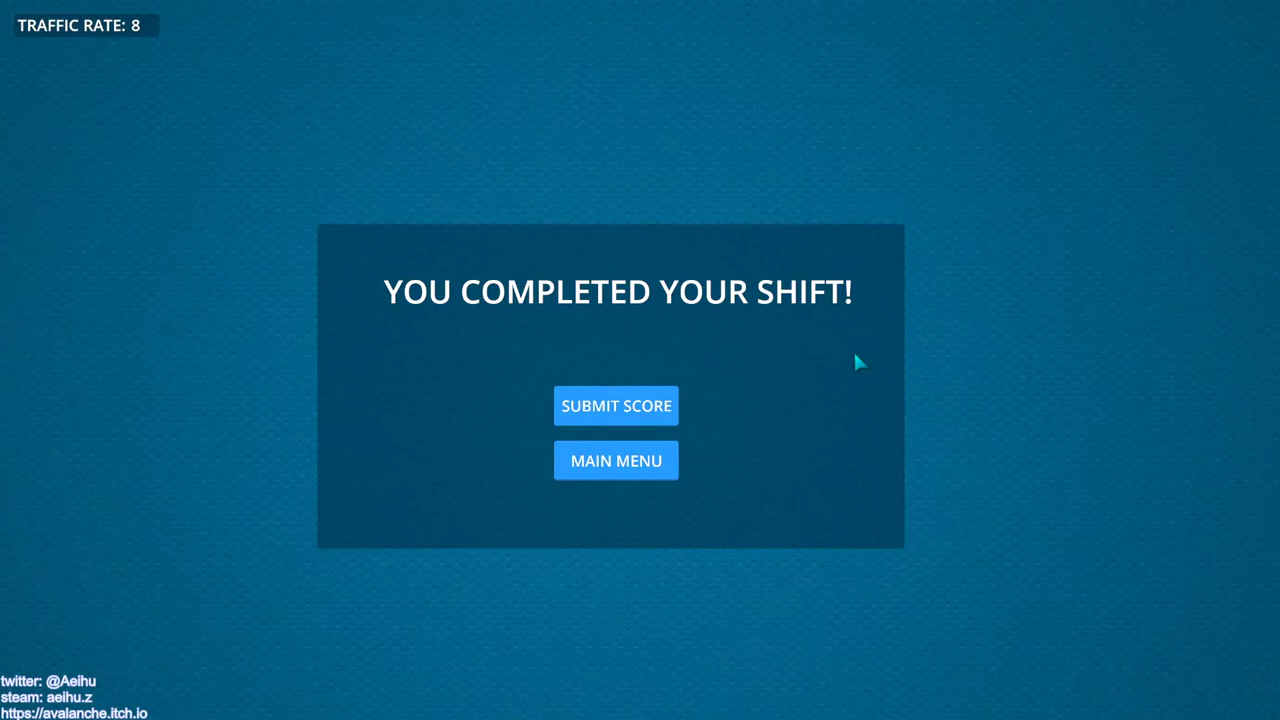 TRAFFIC RATE: 8
YOU COMPLETED YOUR SHIFT!
SUBMIT SCORE
MAIN MENU
twitter: @Aeihu
steam: aeihu.z
https://avalanche.itch.io